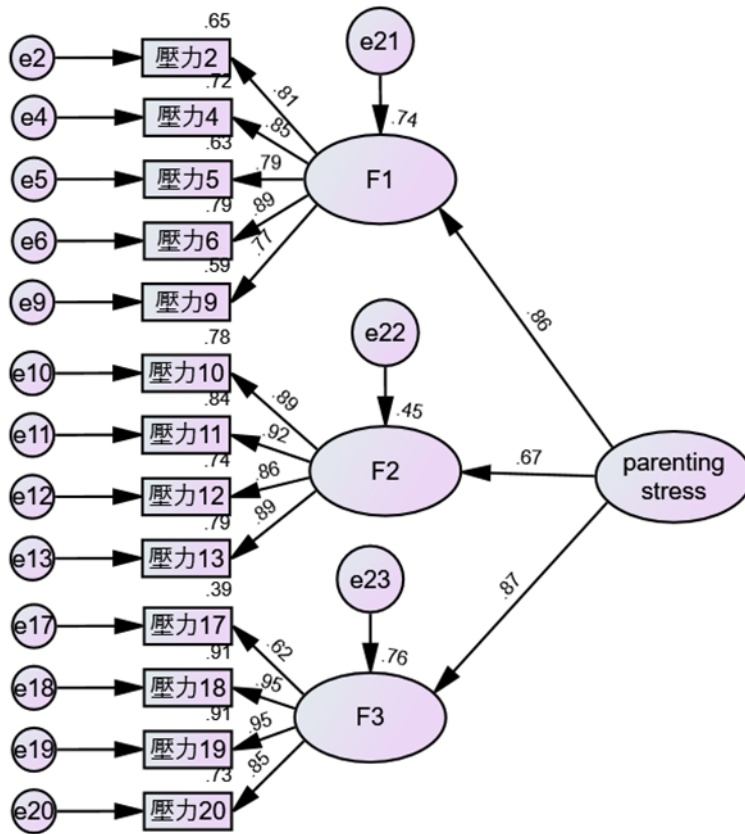 .65
e2
壓力2
.81
e21
.74
.72
e4
壓力4
.85
.63
e5
壓力5
.79
F1
.79
e6
壓力6
.89
.59
e9
壓力9
.77
.86
.78
e10
壓力10
.89
e22
.45
.84
e11
壓力11
.92
.74
e12
壓力12
.86
F2
.67
parenting
stress
.79
e13
壓力13
.89
.39
e17
壓力17
.62
e23
.76
.87
.91
e18
壓力18
.95
F3
.91
e19
壓力19
.95
.73
e20
壓力20
.85